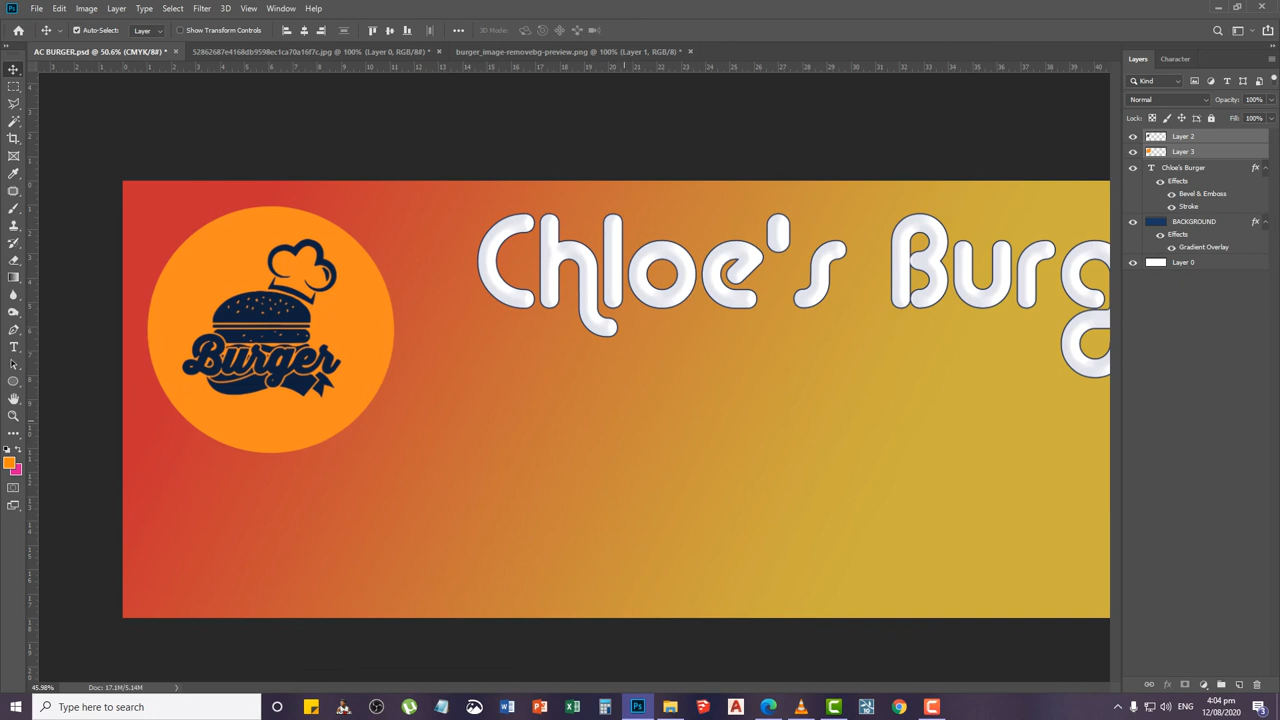 File Edit Image Layer Type Select Filter 3D View Window Help
Auto-Select: Layer Show Transform Controls 3D Mode:
AC BURGER.psd @ 50.6% (CMYK/8#) * 52862687e4168db9598ec1ca70a16f7c.jpg @ 100% (Layer 0, RGB/8#) * burger_image-removebg-preview.png @ 100% (Layer 1, RGB/8#) *
Layers Character
Kind
Normal Opacity: 100%
Lock: Fill: 100%
Layer 2
Layer 3
Chloe's Burger fx
Effects
Bevel & Emboss
Stroke
BACKGROUND fx
Effects
Gradient Overlay
Layer 0
Chloe's Burg
Burger
45.98% Doc: 17.1M/5.14M
Type here to search
4:04 pm
12/08/2020